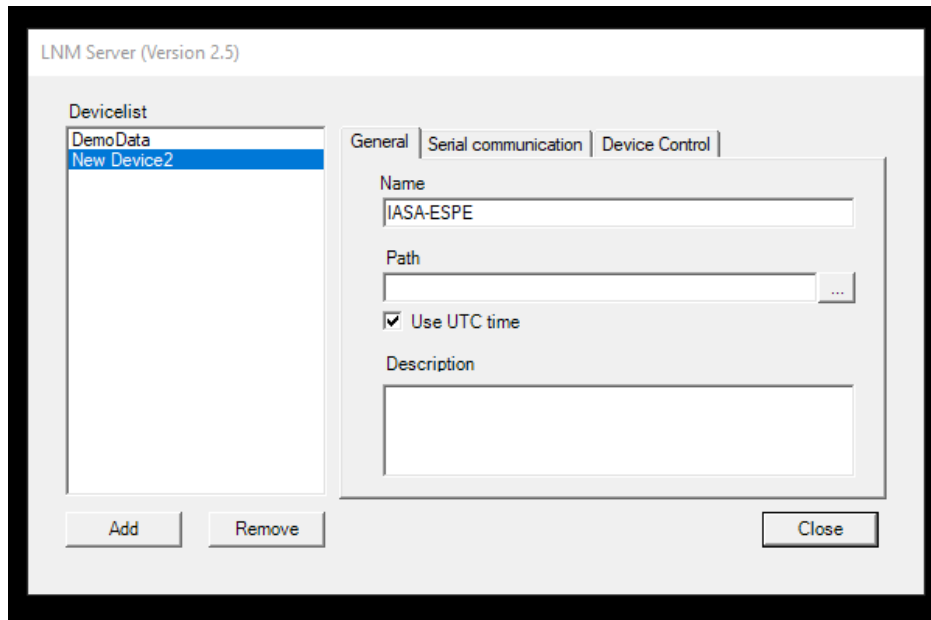 LNM Server (Version 2.5)
Devicelist
DemoData
New Device2
Add
Remove
General
Serial communication
Device Control
Name
IASA-ESPE
Path
...
Use UTC time
Description
Close